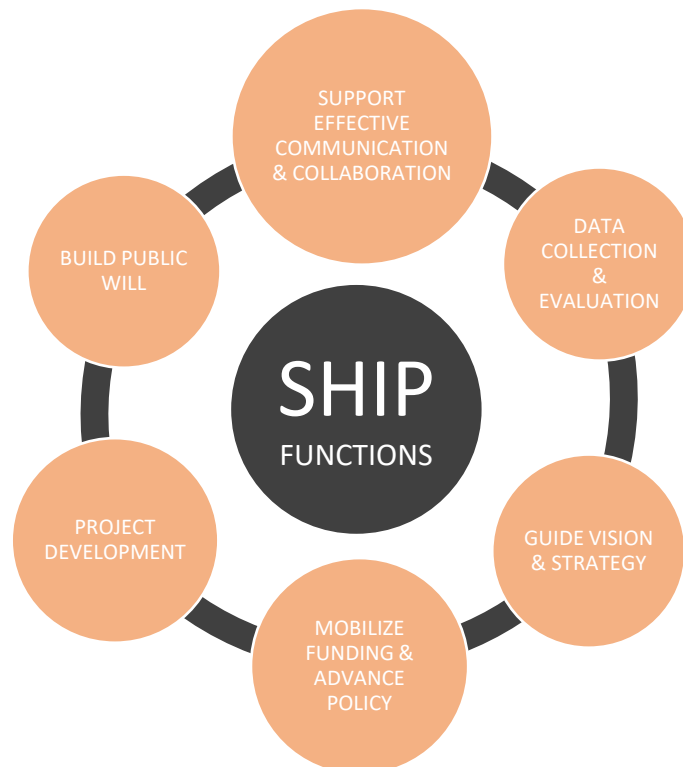 SUPPORT
EFFECTIVE
COMMUNICATION
& COLLABORATION
DATA
COLLECTION
&
EVALUATION
GUIDE VISION
& STRATEGY
MOBILIZE
FUNDING &
ADVANCE
POLICY
PROJECT
DEVELOPMENT
BUILD PUBLIC
WILL
SHIP
FUNCTIONS